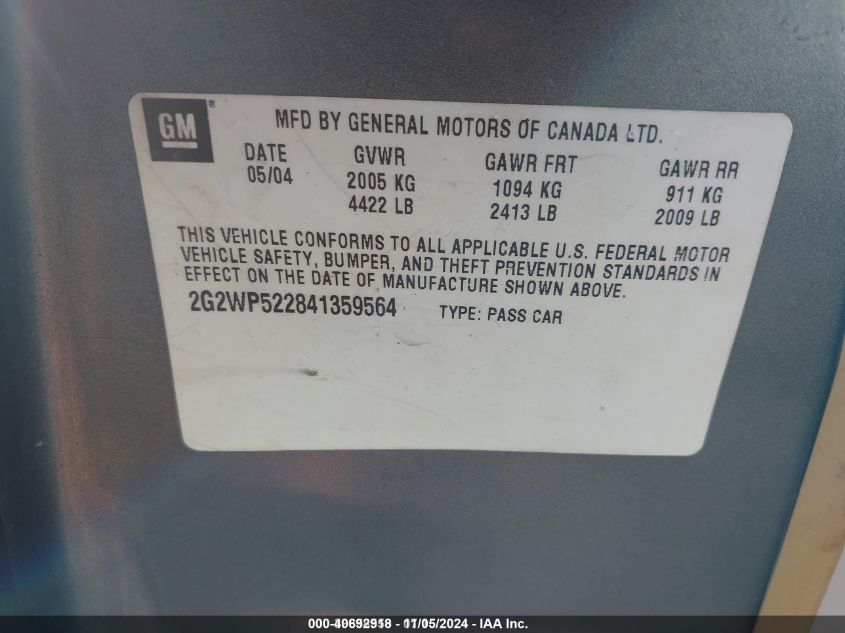 GM®
MFD BY GENERAL MOTORS OF CANADA LTD.
DATE GVWR GAWR FRT GAWR RR
05/04 2005 KG 1094 KG 911 KG
4422 LB 2413 LB 2009 LB
THIS VEHICLE CONFORMS TO ALL APPLICABLE U.S. FEDERAL MOTOR
VEHICLE SAFETY, BUMPER, AND THEFT PREVENTION STANDARDS IN
EFFECT ON THE DATE OF MANUFACTURE SHOWN ABOVE.
2G2WP522841359564 TYPE: PASS CAR
000-40692918 - 11/05/2024 - IAA Inc.